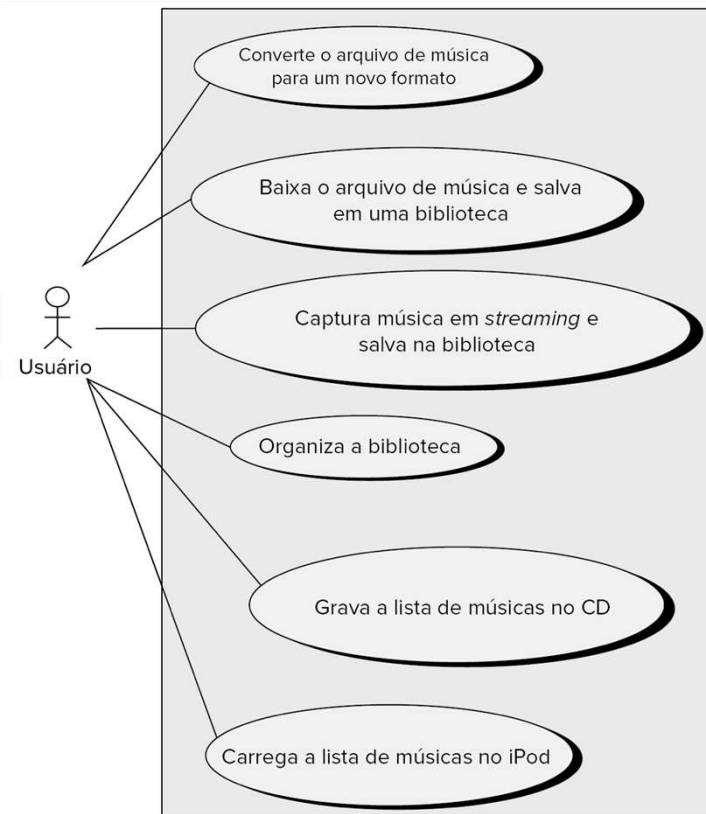 Converte o arquivo de música
para um novo formato
Baixa o arquivo de música e salva
em uma biblioteca
Captura música em streaming e
salva na biblioteca
Usuário
Organiza a biblioteca
Grava a lista de músicas no CD
Carrega a lista de músicas no iPod